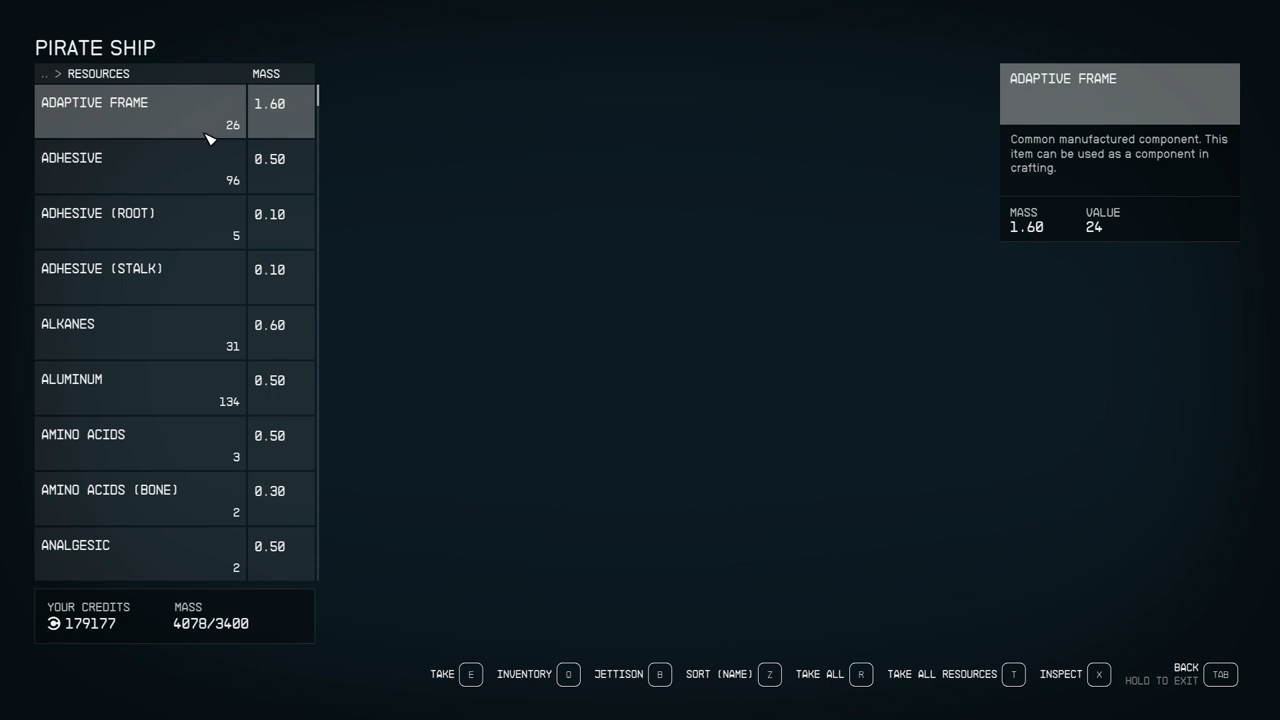 PIRATE SHIP
.. > RESOURCES MASS
ADAPTIVE FRAME 1.60
26
ADHESIVE 0.50
96
ADHESIVE (ROOT) 0.10
5
ADHESIVE (STALK) 0.10
ALKANES 0.60
31
ALUMINUM 0.50
134
AMINO ACIDS 0.50
3
AMINO ACIDS (BONE) 0.30
2
ANALGESIC 0.50
2
YOUR CREDITS MASS
179177 4078/3400
ADAPTIVE FRAME
Common manufactured component. This
item can be used as a component in
crafting.
MASS VALUE
1.60 24
TAKE E INVENTORY Q JETTISON B SORT (NAME) Z TAKE ALL R TAKE ALL RESOURCES T INSPECT X BACK TAB
HOLD TO EXIT